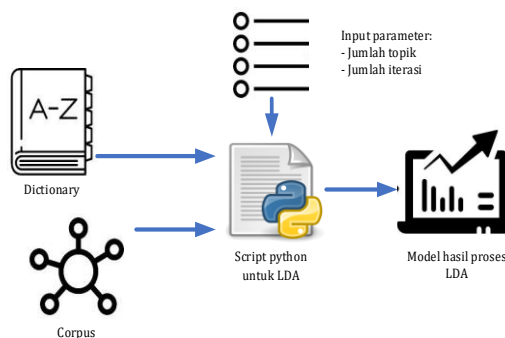 Input parameter:
- Jumlah topik
- Jumlah iterasi
A-Z
Dictionary
Script python
untuk LDA
Model hasil proses
LDA
Corpus